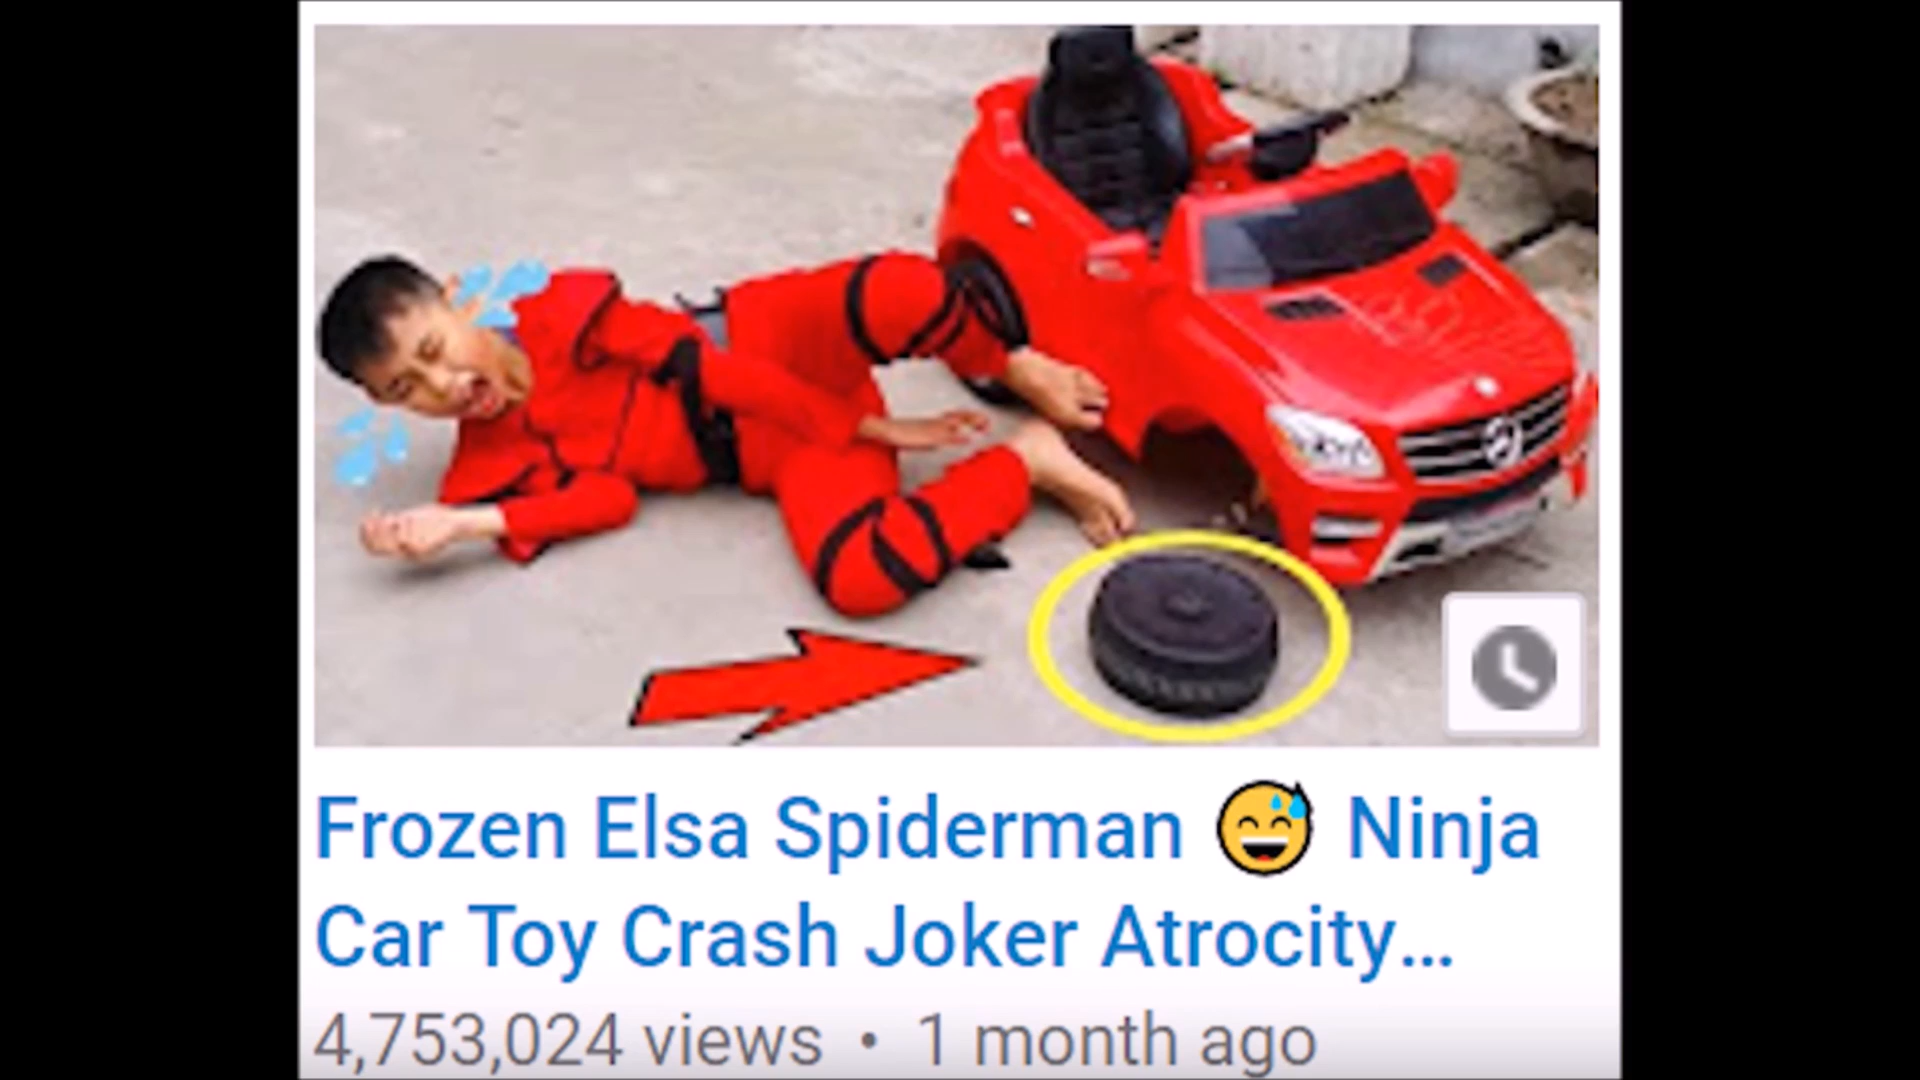 Frozen Elsa Spiderman 😅 Ninja
Car Toy Crash Joker Atrocity...
4,753,024 views • 1 month ago